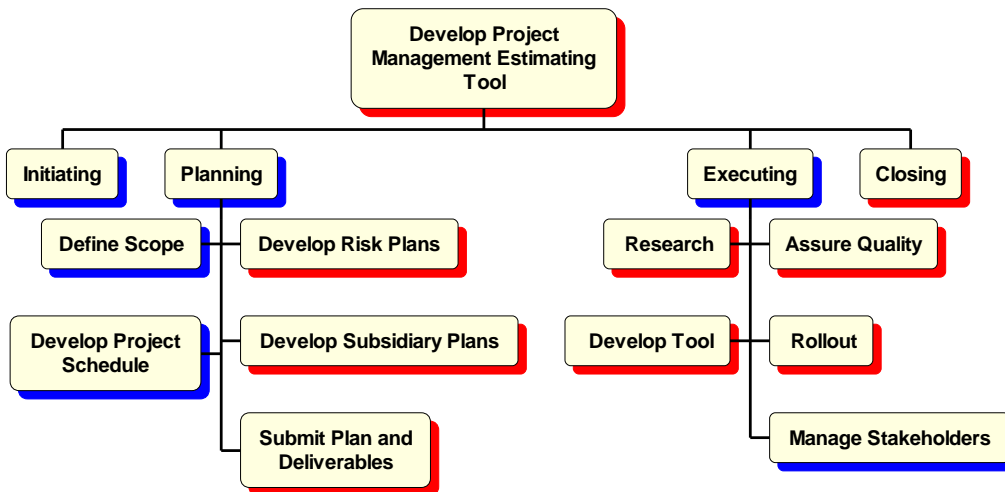 Develop Project
Management Estimating
Tool
Initiating
Planning
Executing
Closing
Define Scope
Develop Risk Plans
Research
Assure Quality
Develop Project
Schedule
Develop Subsidiary Plans
Develop Tool
Rollout
Submit Plan and
Deliverables
Manage Stakeholders